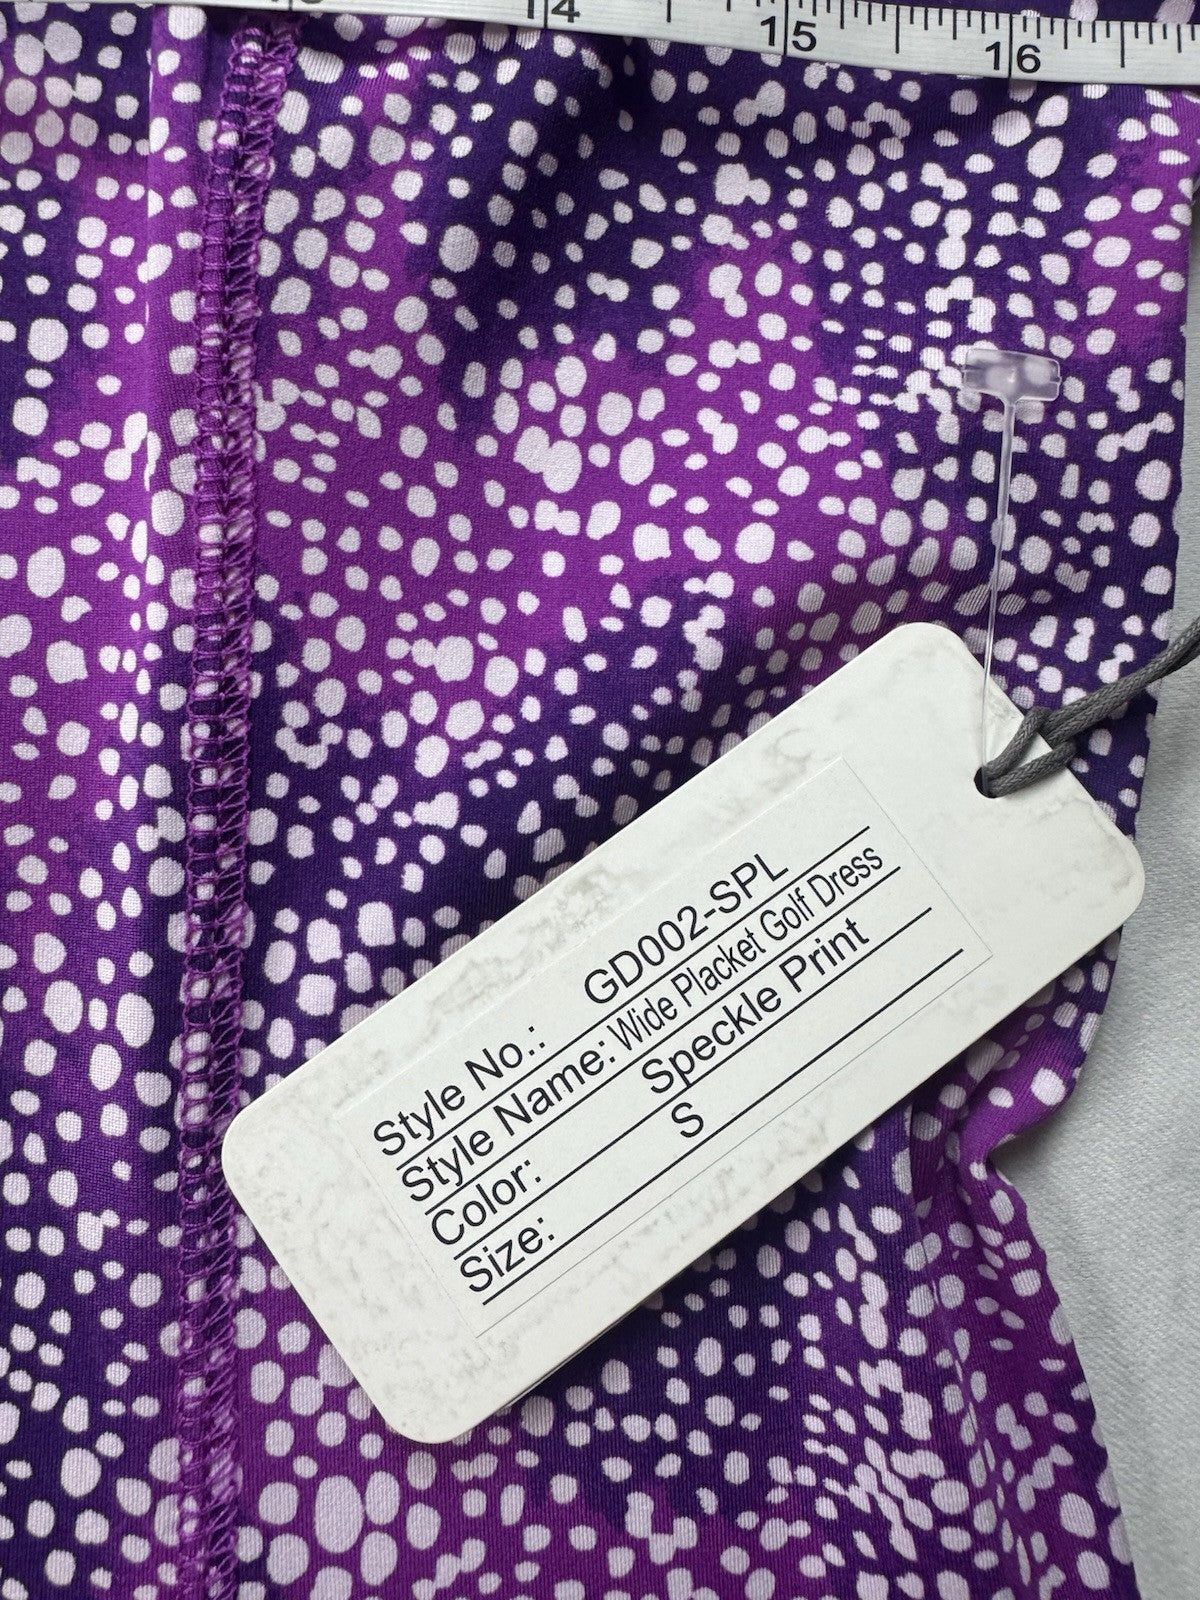 14 15 16
Style No.: GD002-SPL
Style Name: Wide Placket Golf Dress
Color: Speckle Print
Size: S